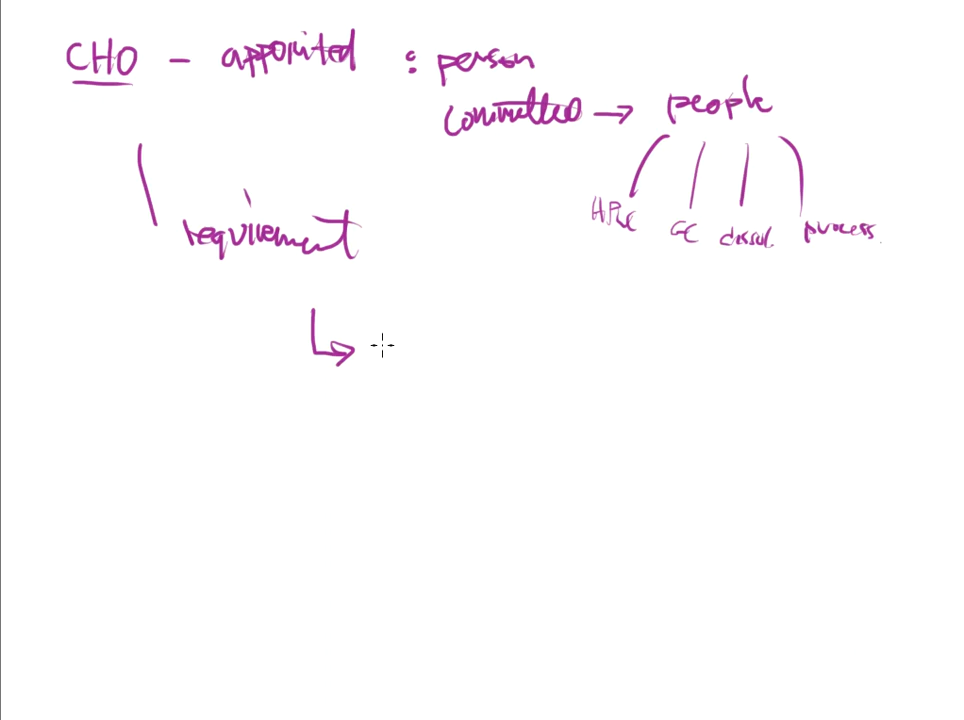 CHO - appointed : person
committee → people
HPLC GC dissol. process.
requirement